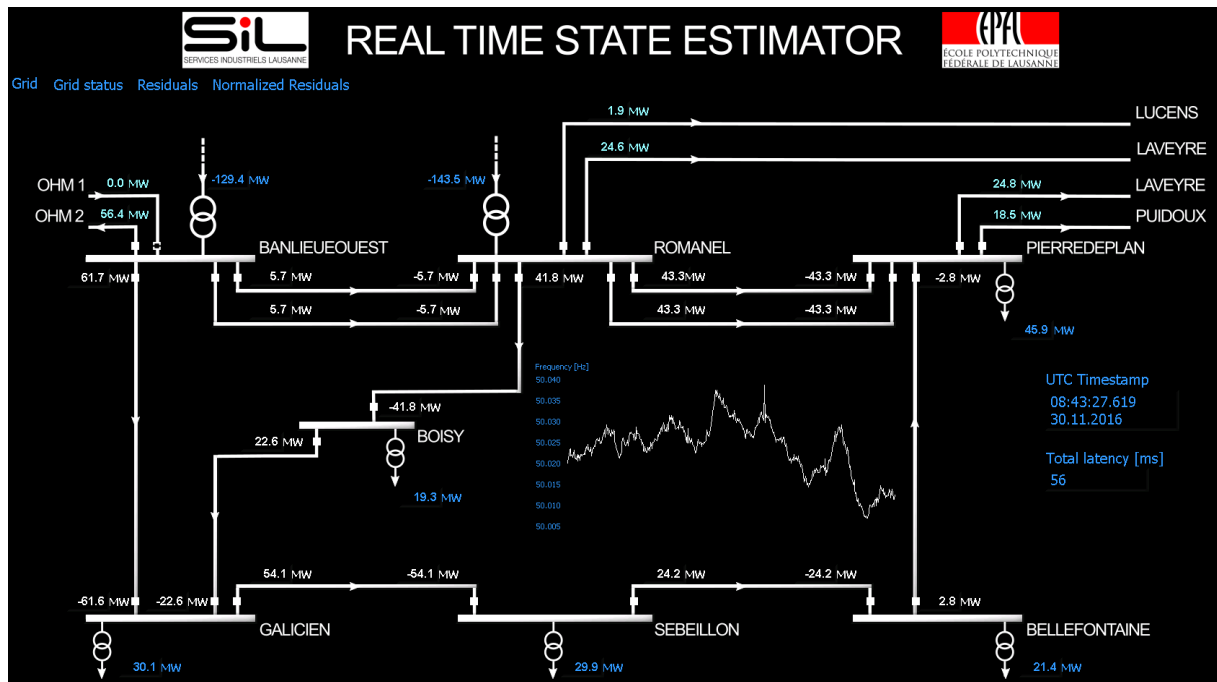 SiL
SERVICES INDUSTRIELS LAUSANNE
REAL TIME STATE ESTIMATOR
EPFL
ÉCOLE POLYTECHNIQUE
FÉDÉRALE DE LAUSANNE
Grid Grid status Residuals Normalized Residuals
1.9 MW LUCENS
24.6 MW LAVEYRE
OHM 1 0.0 MW -129.4 MW -143.5 MW 24.8 MW LAVEYRE
OHM 2 56.4 MW 18.5 MW PUIDOUX
BANLIEUEOUEST ROMANEL PIERREDEPLAN
61.7 MW 5.7 MW -5.7 MW 41.8 MW 43.3 MW -43.3 MW -2.8 MW
5.7 MW -5.7 MW 43.3 MW -43.3 MW
45.9 MW
Frequency [Hz]
50.040
50.035
50.030
50.025
50.020
50.015
50.010
50.005
UTC Timestamp
08:43:27.619
30.11.2016
Total latency [ms]
56
-41.8 MW
22.6 MW BOISY
19.3 MW
54.1 MW -54.1 MW 24.2 MW -24.2 MW
-61.6 MW -22.6 MW 2.8 MW
GALICIEN SEBEILLON BELLEFONTAINE
30.1 MW 29.9 MW 21.4 MW